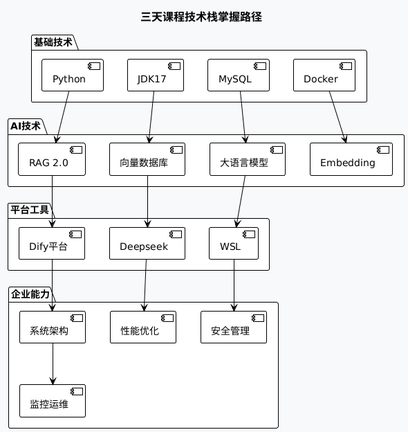 三天课程技术栈掌握路径
基础技术
Python
JDK17
MySQL
Docker
AI技术
RAG 2.0
向量数据库
大语言模型
Embedding
平台工具
Dify平台
Deepseek
WSL
企业能力
系统架构
性能优化
安全管理
监控运维